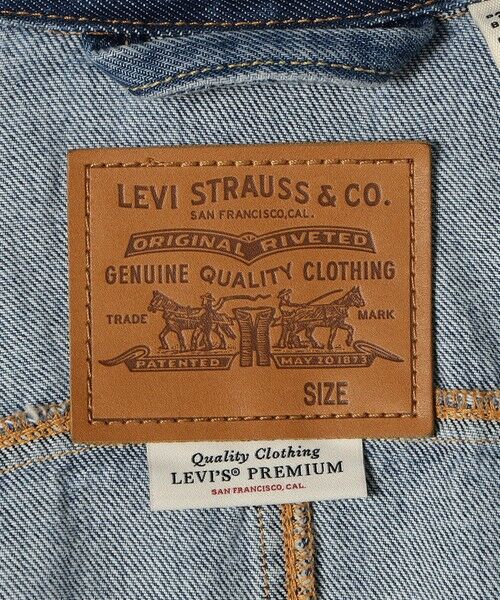 LEVI STRAUSS & CO.
SAN FRANCISCO, CAL.
ORIGINAL RIVETED
GENUINE QUALITY CLOTHING
TRADE MARK
PATENTED MAY 20 1873
SIZE
Quality Clothing
LEVI'S® PREMIUM
SAN FRANCISCO, CAL.